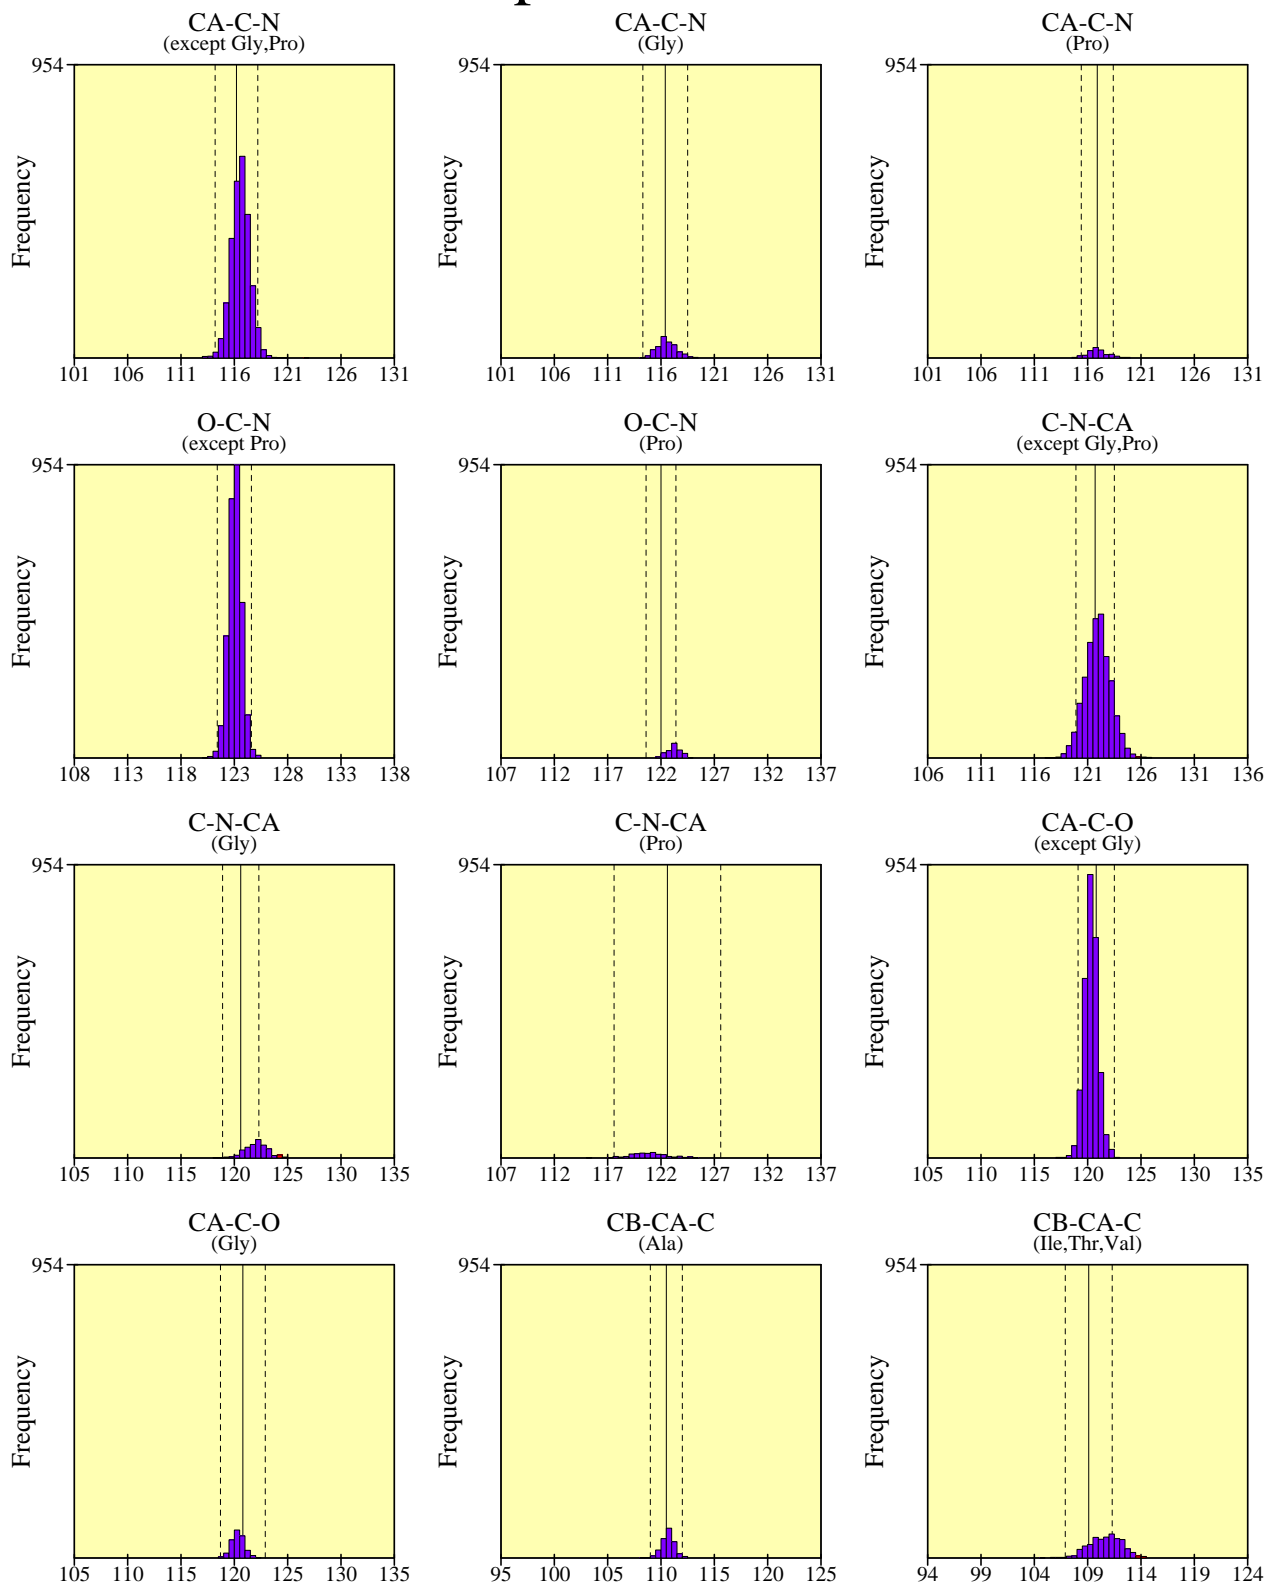 CA-C-N CA-C-N CA-C-N
(except Gly,Pro) (Gly) (Pro)
954 954 954
Frequency Frequency Frequency
101 106 111 116 121 126 131 101 106 111 116 121 126 131 101 106 111 116 121 126 131
O-C-N O-C-N C-N-CA
(except Pro) (Pro) (except Gly,Pro)
954 954 954
Frequency Frequency Frequency
108 113 118 123 128 133 138 107 112 117 122 127 132 137 106 111 116 121 126 131 136
C-N-CA C-N-CA CA-C-O
(Gly) (Pro) (except Gly)
954 954 954
Frequency Frequency Frequency
105 110 115 120 125 130 135 107 112 117 122 127 132 137 105 110 115 120 125 130 135
CA-C-O CB-CA-C CB-CA-C
(Gly) (Ala) (Ile,Thr,Val)
954 954 954
Frequency Frequency Frequency
105 110 115 120 125 130 135 95 100 105 110 115 120 125 94 99 104 109 114 119 124